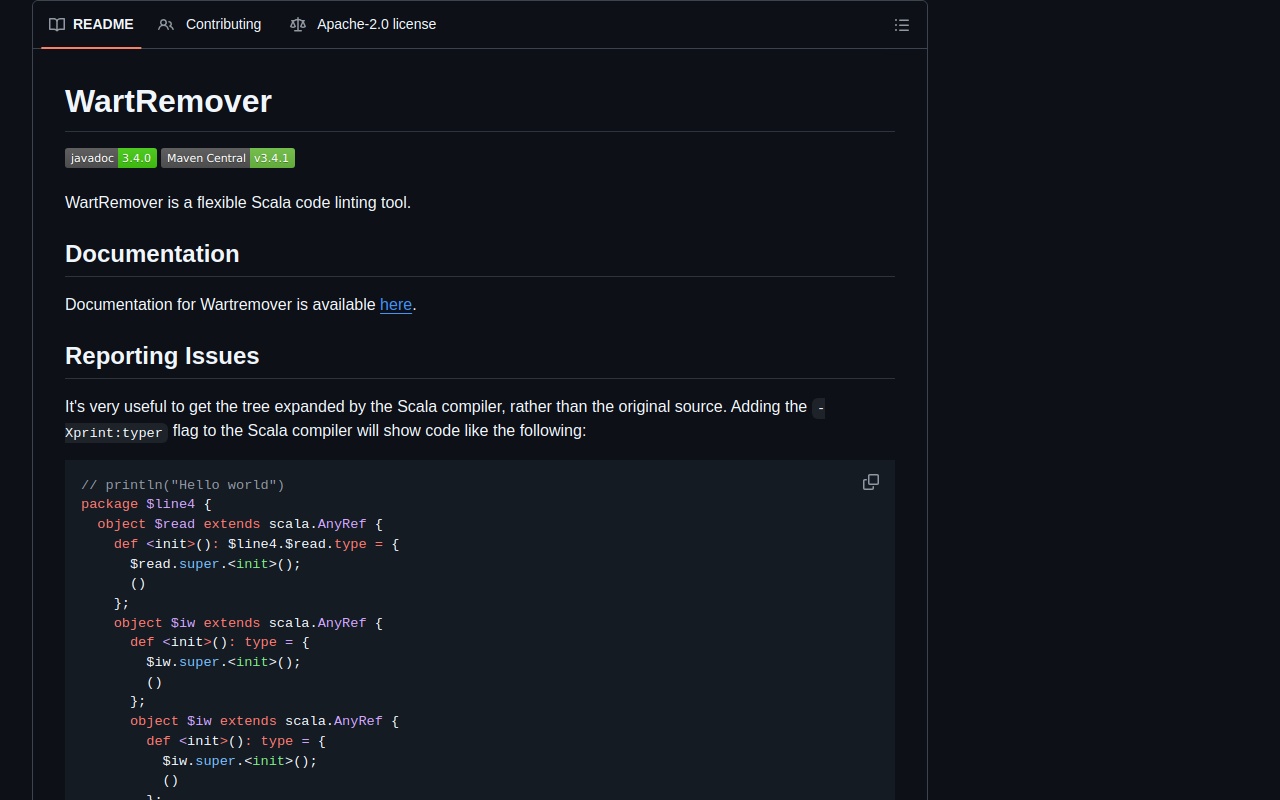 README Contributing Apache-2.0 license
WartRemover
javadoc 3.4.0 Maven Central v3.4.1
WartRemover is a flexible Scala code linting tool.
Documentation
Documentation for Wartremover is available here.
Reporting Issues
It's very useful to get the tree expanded by the Scala compiler, rather than the original source. Adding the -
Xprint:typer flag to the Scala compiler will show code like the following:
// println("Hello world")
package $line4 {
  object $read extends scala.AnyRef {
    def <init>(): $line4.$read.type = {
      $read.super.<init>();
      ()
    };
    object $iw extends scala.AnyRef {
      def <init>(): type = {
        $iw.super.<init>();
        ()
      };
      object $iw extends scala.AnyRef {
        def <init>(): type = {
          $iw.super.<init>();
          ()
        };